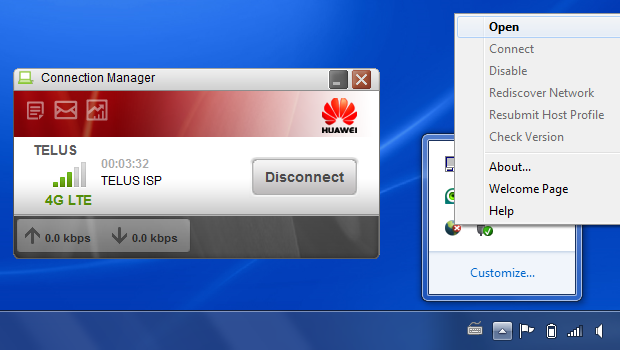 Connection Manager
HUAWEI
TELUS
00:03:32
TELUS ISP
4G LTE
Disconnect
0.0 kbps
0.0 kbps
Open
Connect
Disable
Rediscover Network
Resubmit Host Profile
Check Version
About...
Welcome Page
Help
Customize...